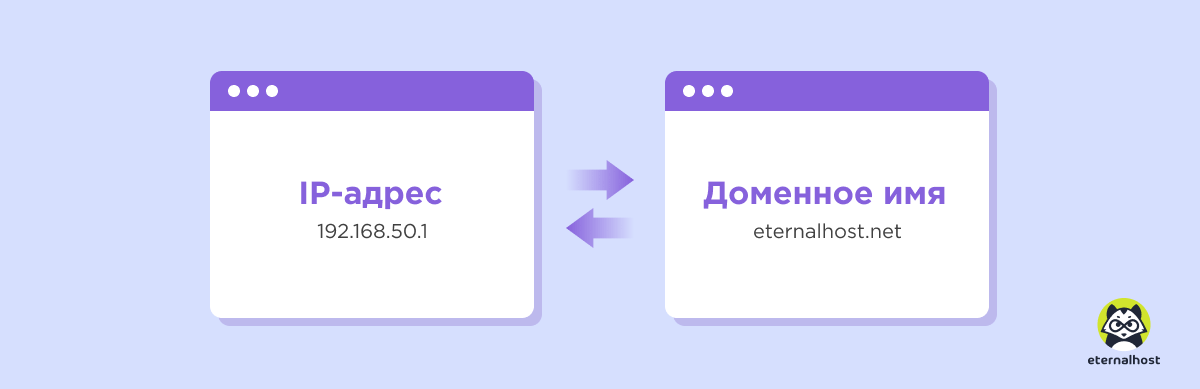 IP-адрес
192.168.50.1
Доменное имя
eternalhost.net
eternalhost